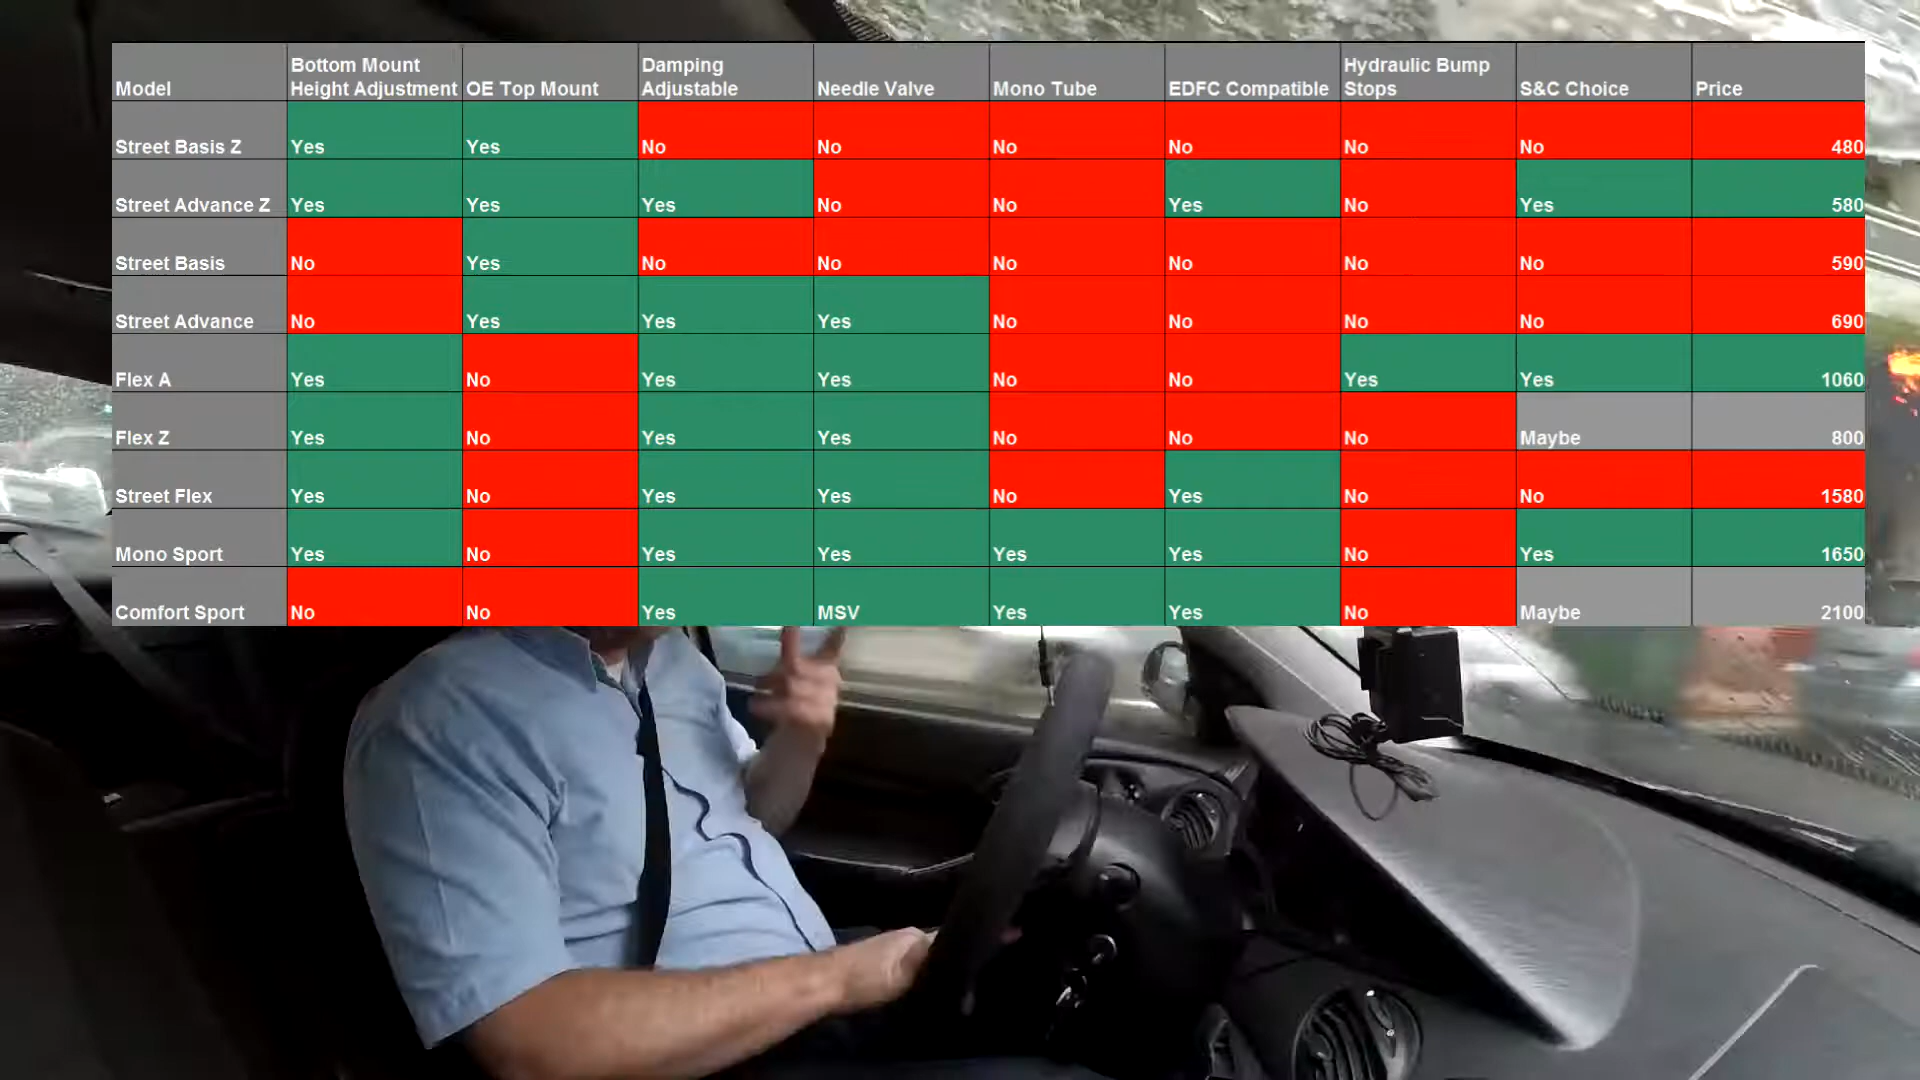 Model Bottom Mount Height Adjustment OE Top Mount Damping Adjustable Needle Valve Mono Tube EDFC Compatible Hydraulic Bump Stops S&C Choice Price
Street Basis Z Yes Yes No No No No No No 480
Street Advance Z Yes Yes Yes No No Yes No Yes 580
Street Basis No Yes No No No No No No 590
Street Advance No Yes Yes Yes No No No No 690
Flex A Yes No Yes Yes No No Yes Yes 1060
Flex Z Yes No Yes Yes No No No Maybe 800
Street Flex Yes No Yes Yes No Yes No No 1580
Mono Sport Yes No Yes Yes Yes Yes No Yes 1650
Comfort Sport No No Yes MSV Yes Yes No Maybe 2100